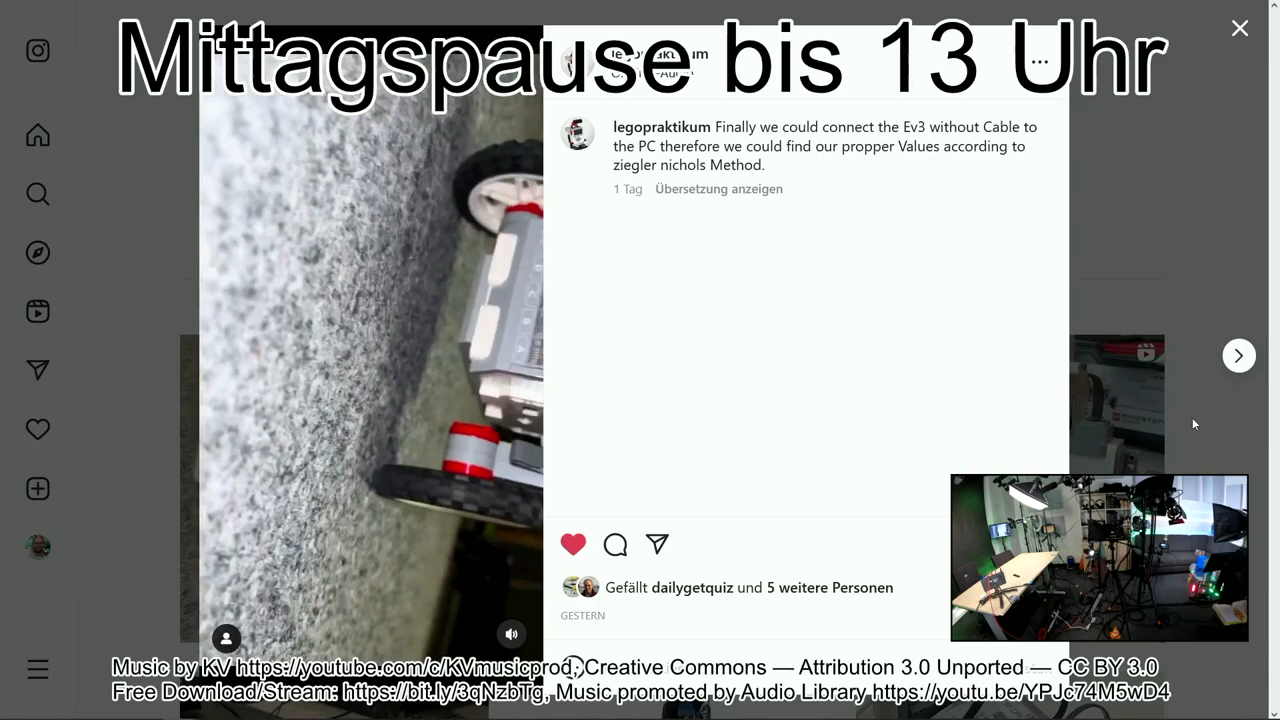 Mittagspause bis 13 Uhr
legopraktikum
legopraktikum Finally we could connect the Ev3 without Cable to
the PC therefore we could find our propper Values according to
ziegler nichols Method.
1 Tag Übersetzung anzeigen
Gefällt dailygetquiz und 5 weitere Personen
GESTERN
Music by KV https://youtube.com/c/KVmusicprod; Creative Commons — Attribution 3.0 Unported — CC BY 3.0
Free Download/Stream: https://bit.ly/3qNzbTg, Music promoted by Audio Library https://youtu.be/YPJc74M5wD4